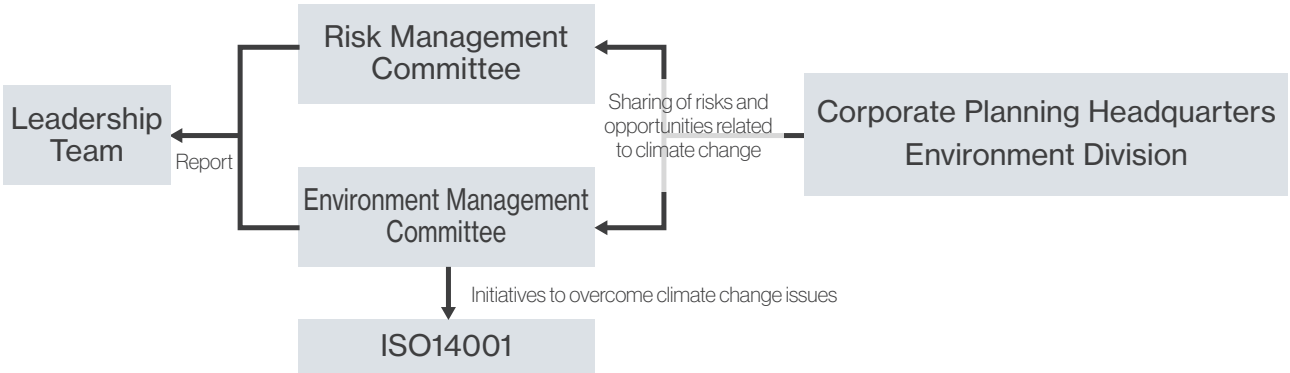 Risk Management
Committee
Leadership
Team
Report
Sharing of risks and
opportunities related
to climate change
Corporate Planning Headquarters
Environment Division
Environment Management
Committee
Initiatives to overcome climate change issues
ISO14001